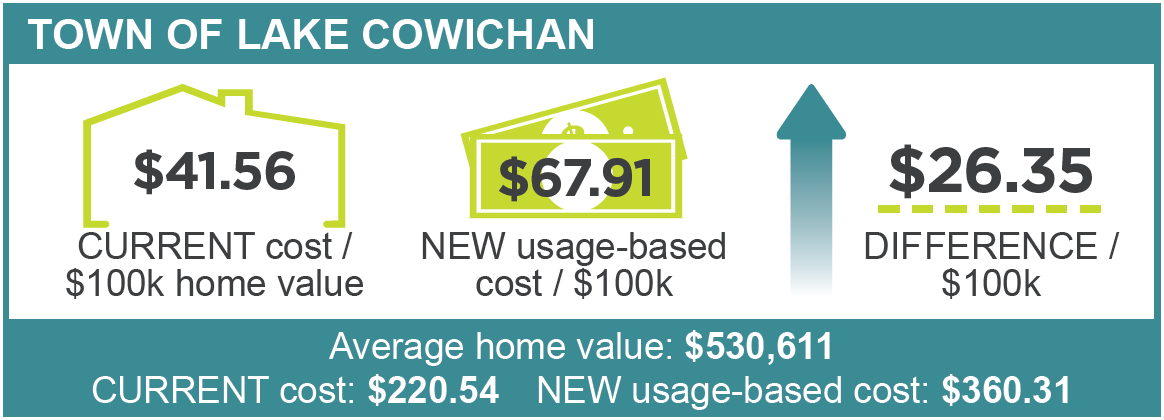 TOWN OF LAKE COWICHAN
$41.56
CURRENT cost /
$100k home value
$67.91
NEW usage-based
cost / $100k
$26.35
DIFFERENCE /
$100k
Average home value: $530,611
CURRENT cost: $220.54 NEW usage-based cost: $360.31